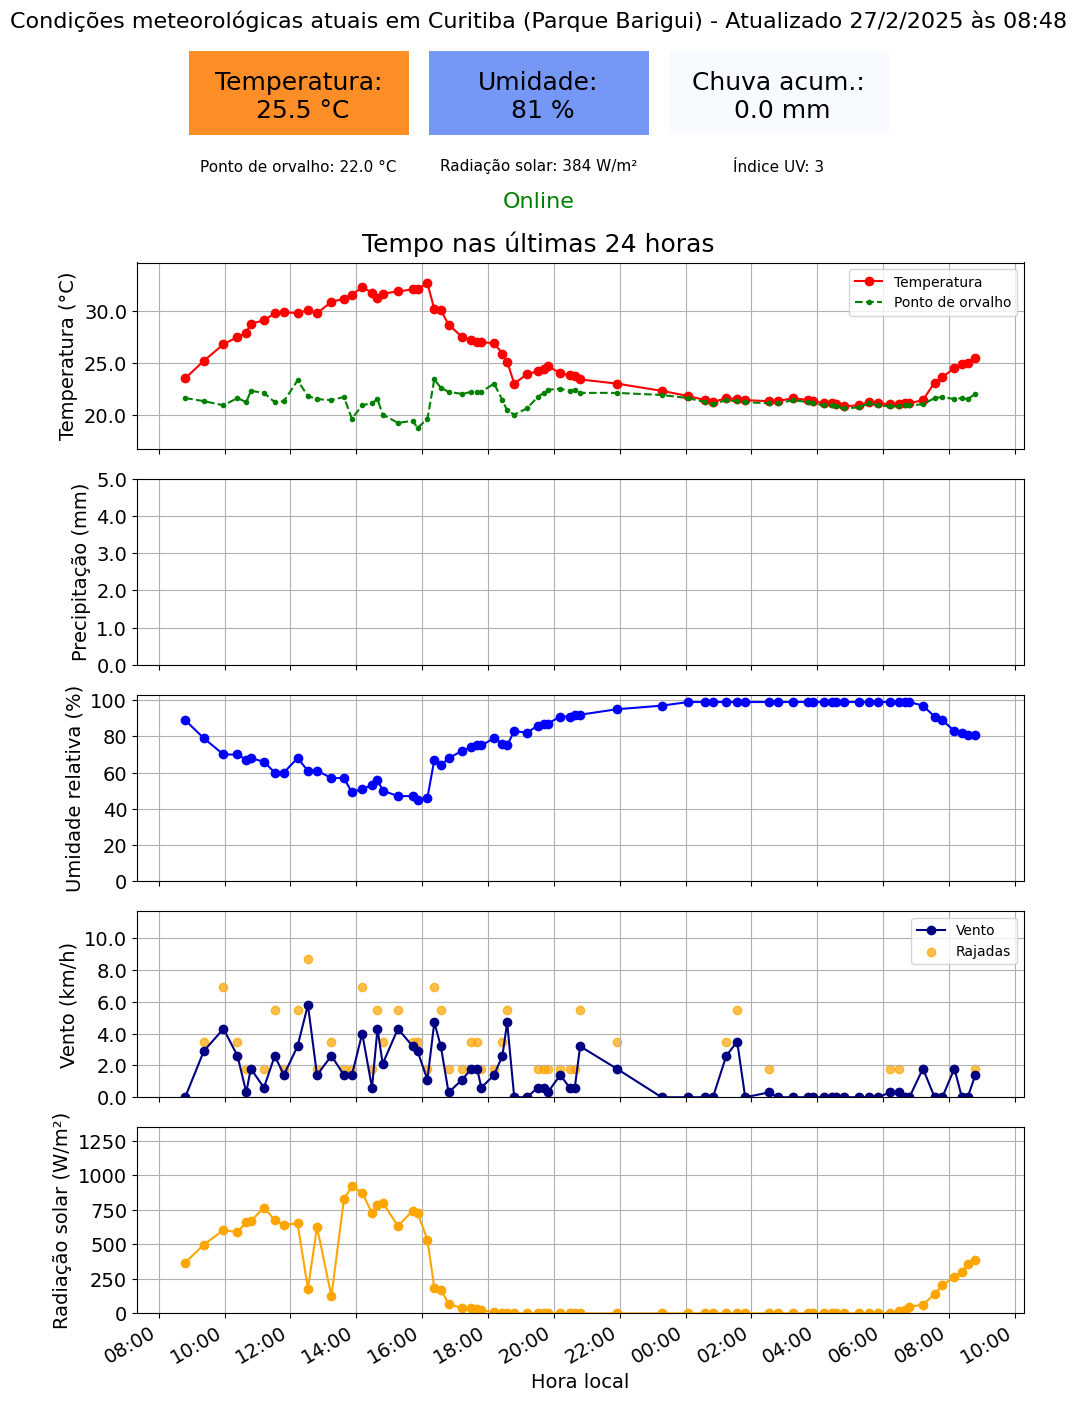 Condições meteorológicas atuais em Curitiba (Parque Barigui) - Atualizado 27/2/2025 às 08:48
Temperatura:
25.5 °C
Umidade:
81 %
Chuva acum.:
0.0 mm
Ponto de orvalho: 22.0 °C
Radiação solar: 384 W/m²
Índice UV: 3
Online
Tempo nas últimas 24 horas
Temperatura (°C)
30.0
25.0
20.0
Temperatura
Ponto de orvalho
Precipitação (mm)
5.0
4.0
3.0
2.0
1.0
0.0
Umidade relativa (%)
100
80
60
40
20
0
Vento (km/h)
10.0
8.0
6.0
4.0
2.0
0.0
Vento
Rajadas
Radiação solar (W/m²)
1250
1000
750
500
250
0
08:00
10:00
12:00
14:00
16:00
18:00
20:00
22:00
00:00
02:00
04:00
06:00
08:00
10:00
Hora local